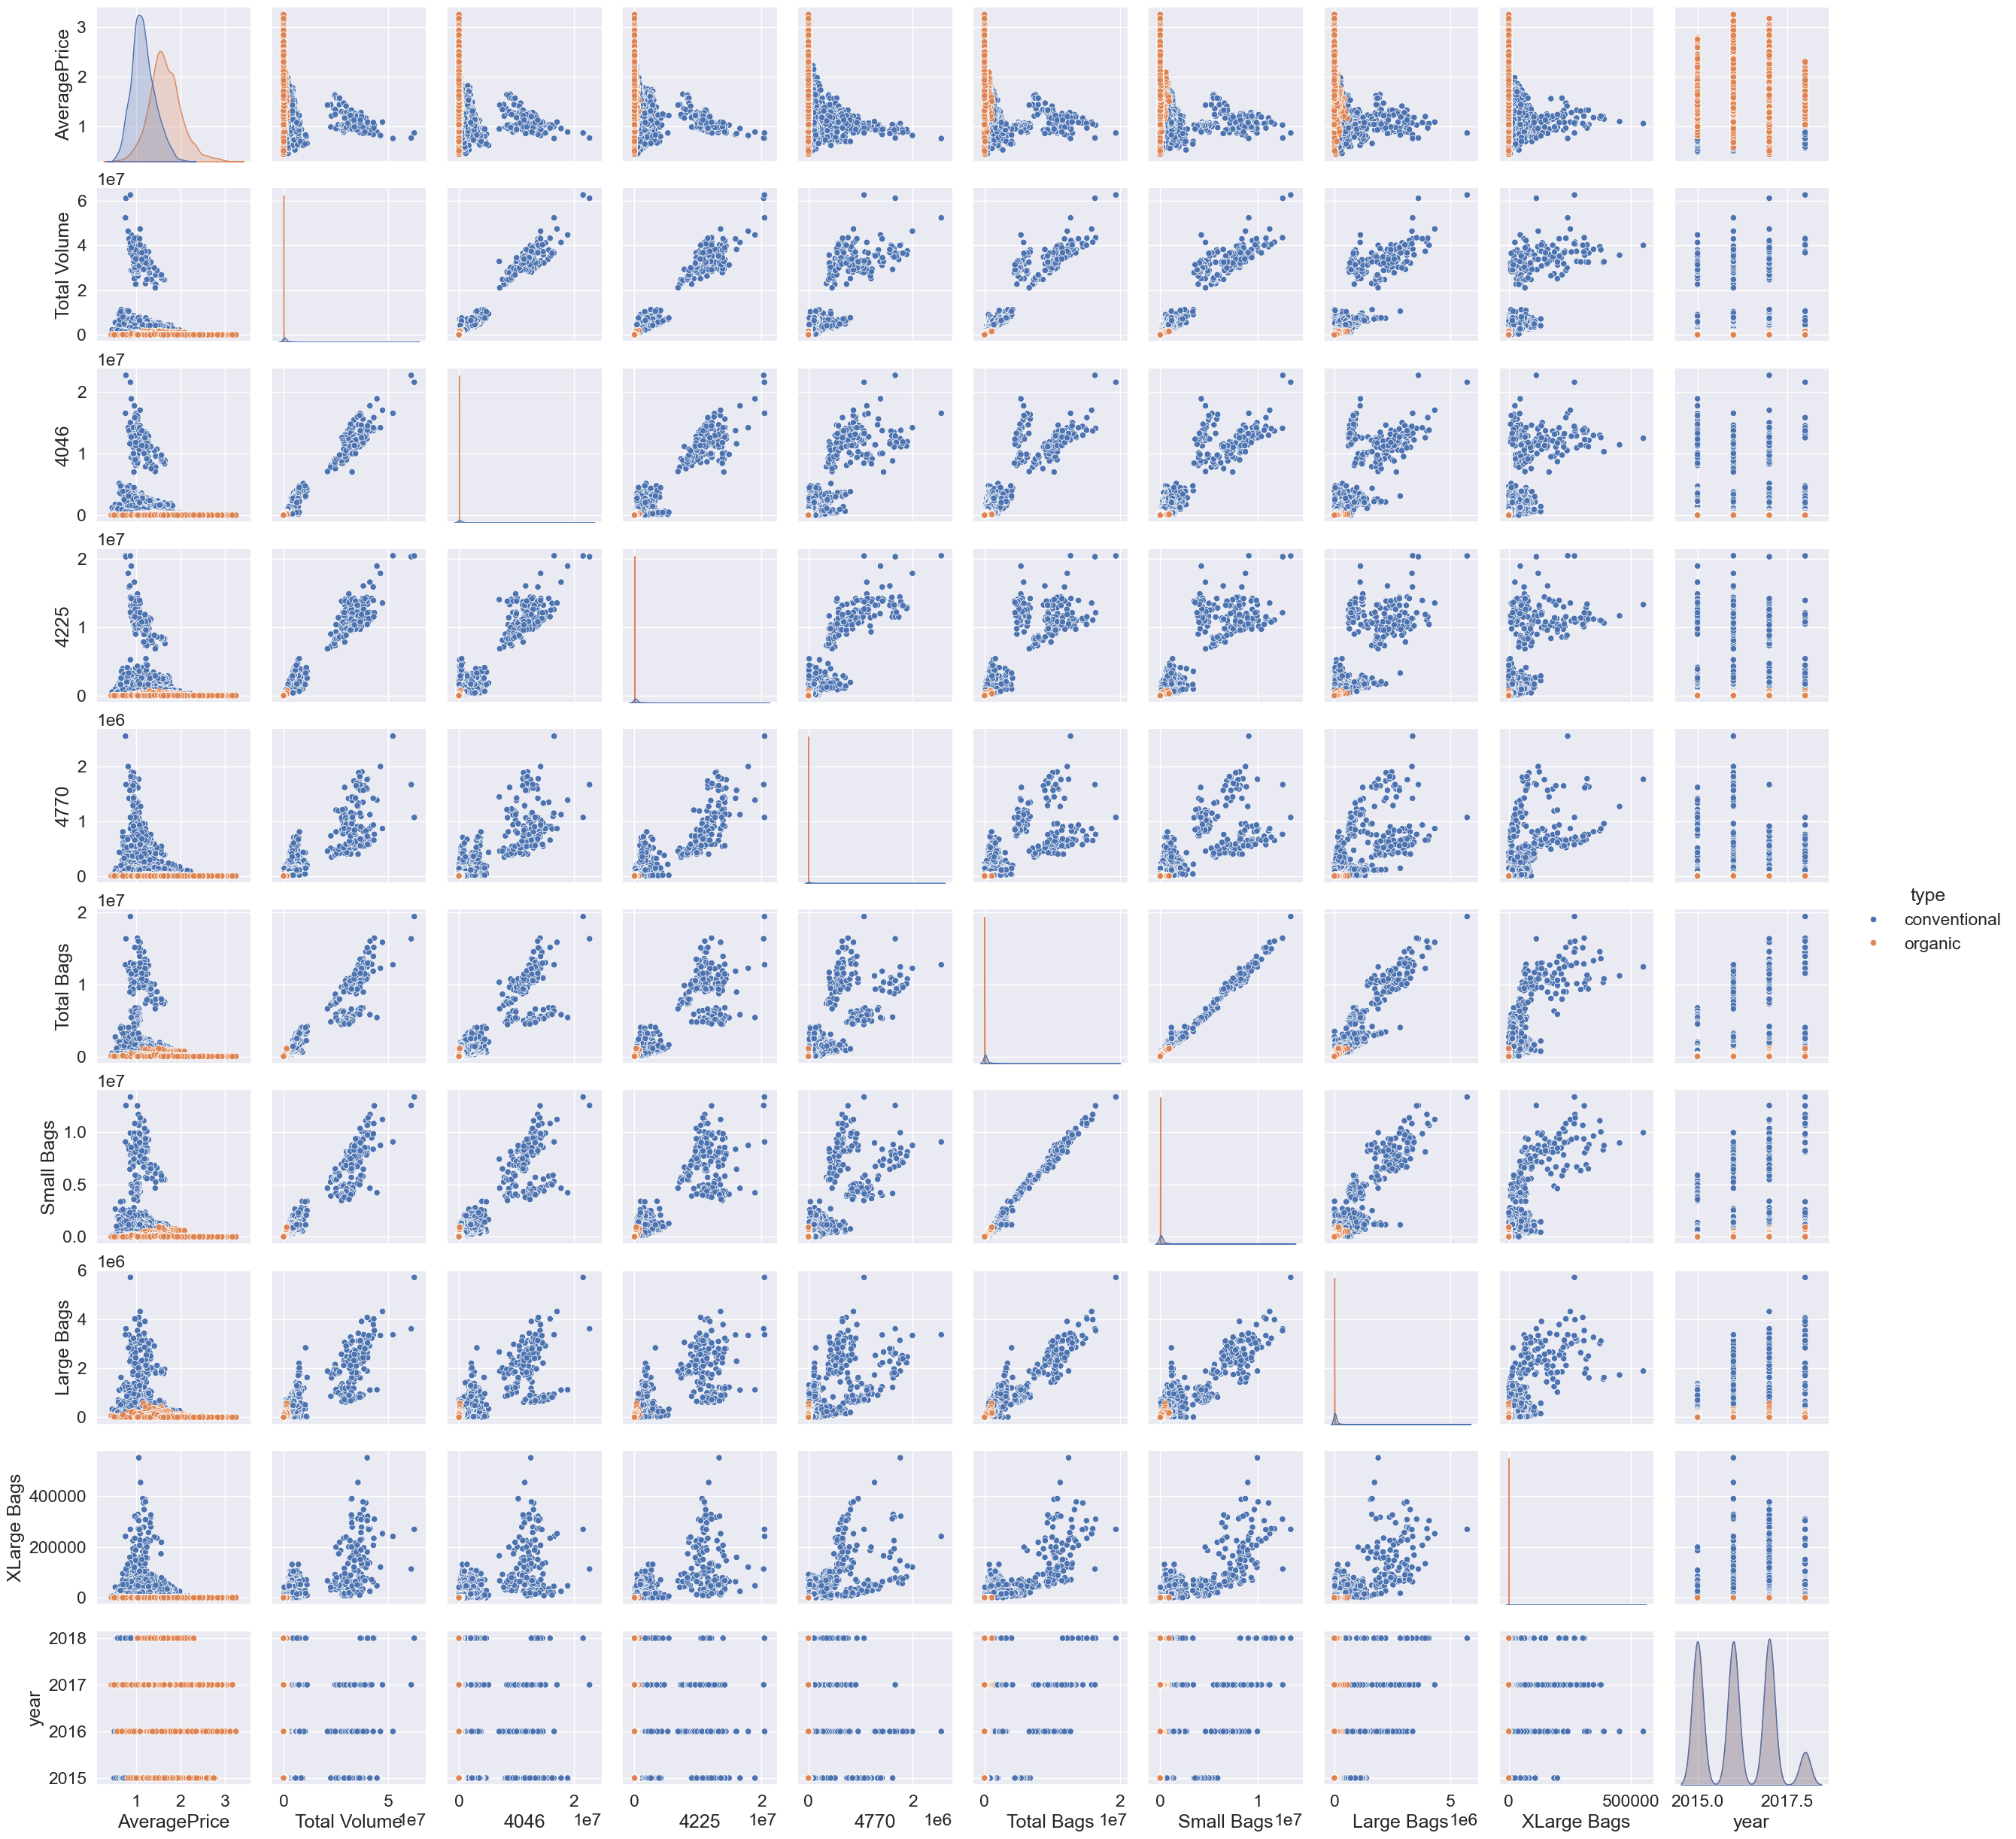 3
2
1
AveragePrice
1e7
6
4
2
0
Total Volume
1e7
2
1
0
4046
1e7
2
1
0
4225
1e6
2
1
0
4770
1e7
2
1
0
Total Bags
1e7
1.0
0.5
0.0
Small Bags
1e6
6
4
2
0
Large Bags
400000
200000
0
XLarge Bags
2018
2017
2016
2015
year
1 2 3
AveragePrice
0 5
Total Volume 1e7
0 2
4046 1e7
0 2
4225 1e7
0 2
4770 1e6
0 2
Total Bags 1e7
0 1
Small Bags 1e7
0 5
Large Bags 1e6
0 500000
XLarge Bags
2015.0 2017.5
year
type
conventional
organic